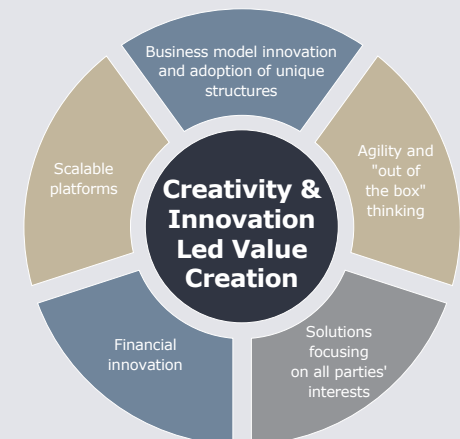 Business model innovation
and adoption of unique
structures
Agility and
"out of
the box"
thinking
Solutions
focusing
on all parties'
interests
Financial
innovation
Scalable
platforms
Creativity &
Innovation
Led Value
Creation